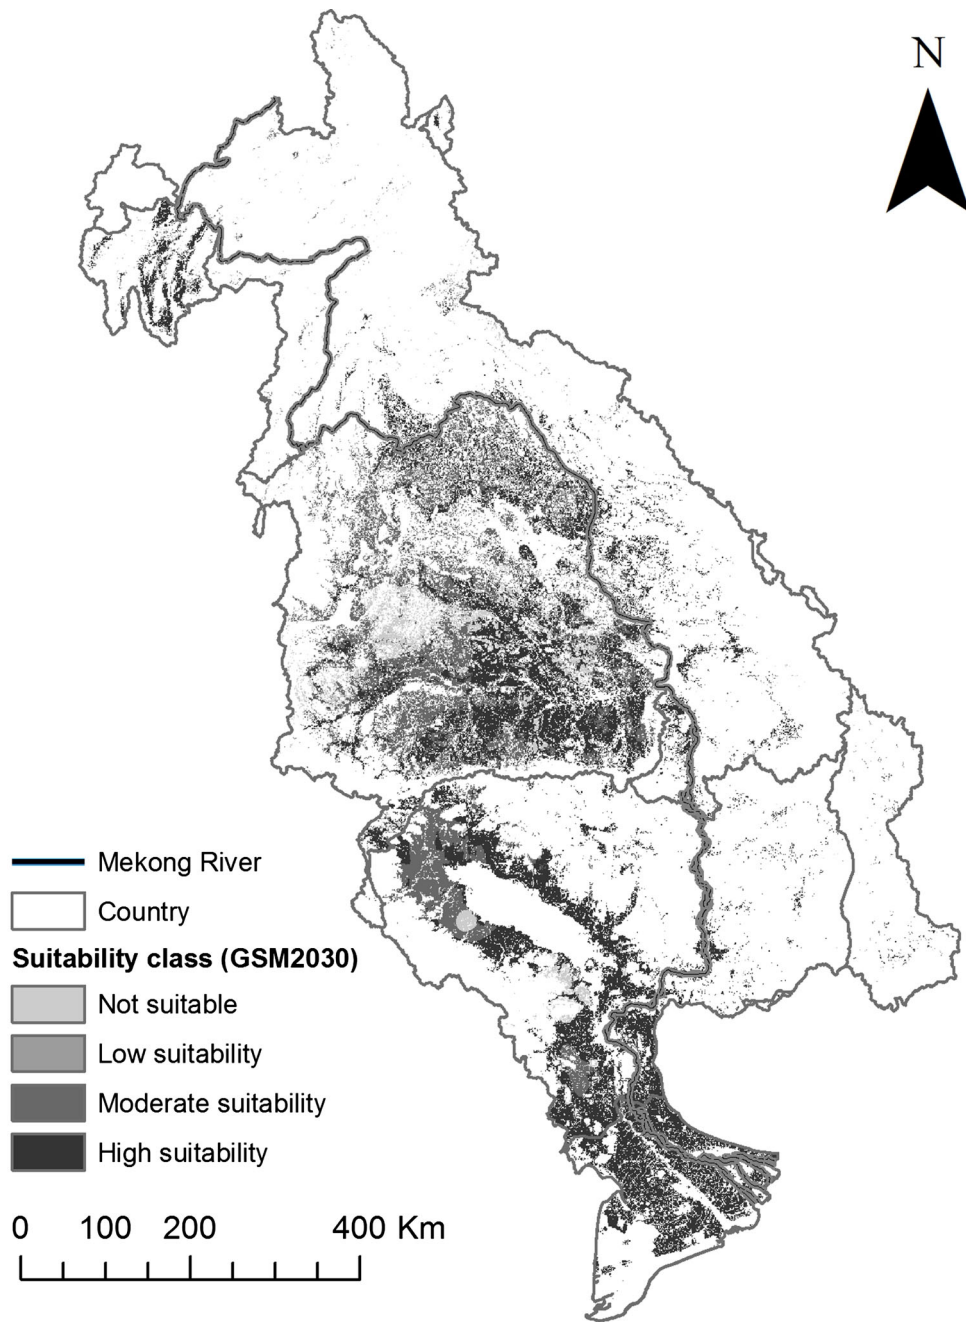 N
Mekong River
Country
Suitability class (GSM2030)
Not suitable
Low suitability
Moderate suitability
High suitability
0 100 200 400 Km